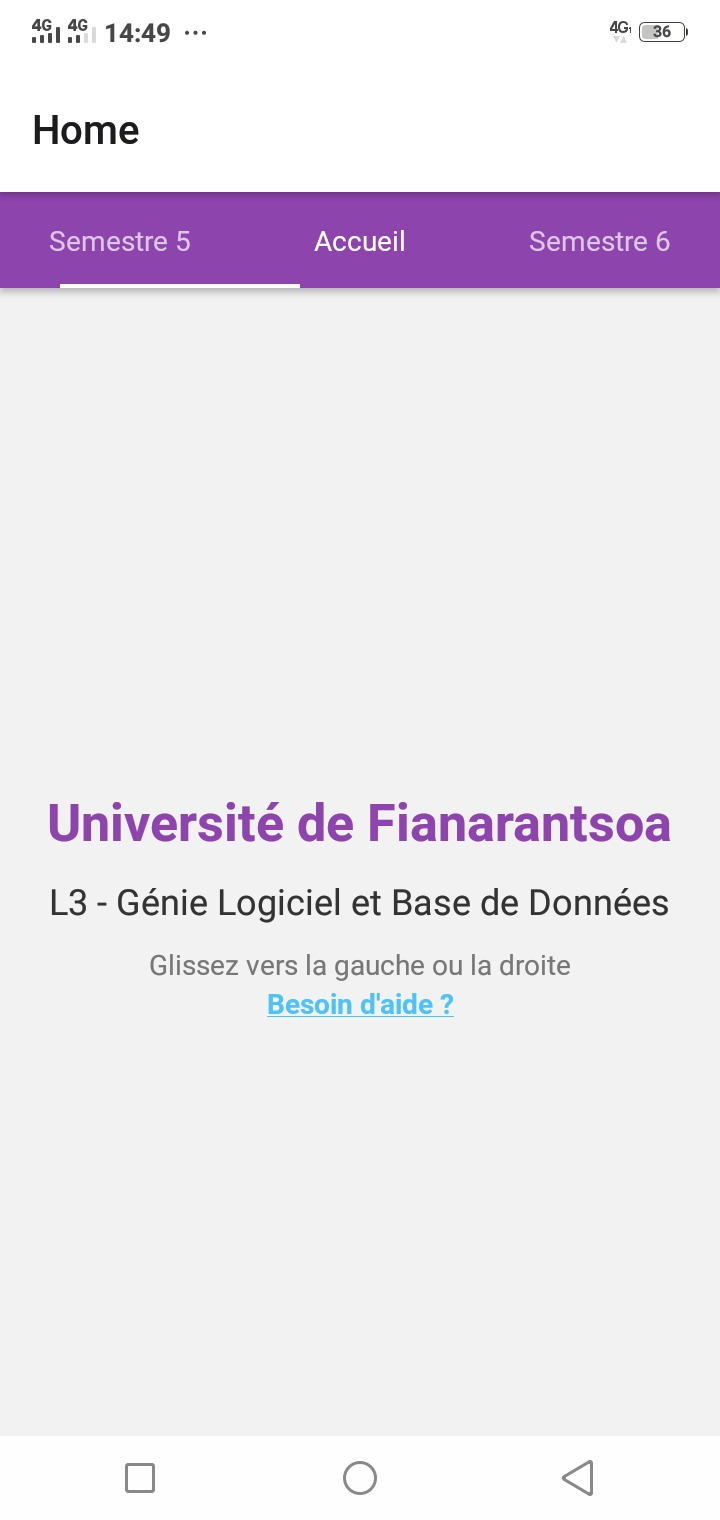 4G 4G 14:49 ... 4G 36
Home
Semestre 5 Accueil Semestre 6
Université de Fianarantsoa
L3 - Génie Logiciel et Base de Données
Glissez vers la gauche ou la droite
Besoin d'aide ?